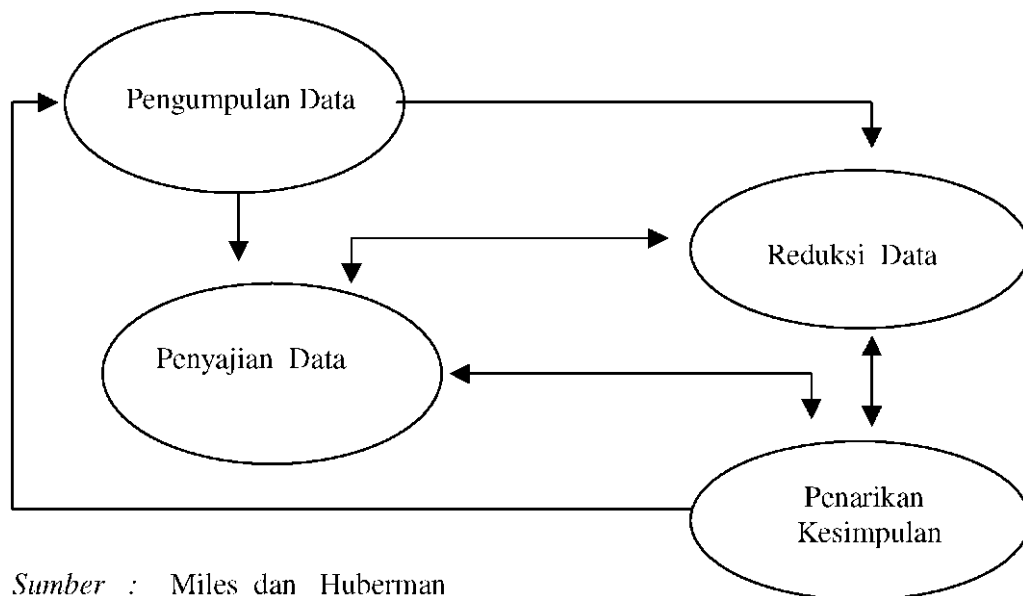 Pengumpulan Data
Reduksi Data
Penyajian Data
Penarikan
Kesimpulan
Sumber : Miles dan Huberman